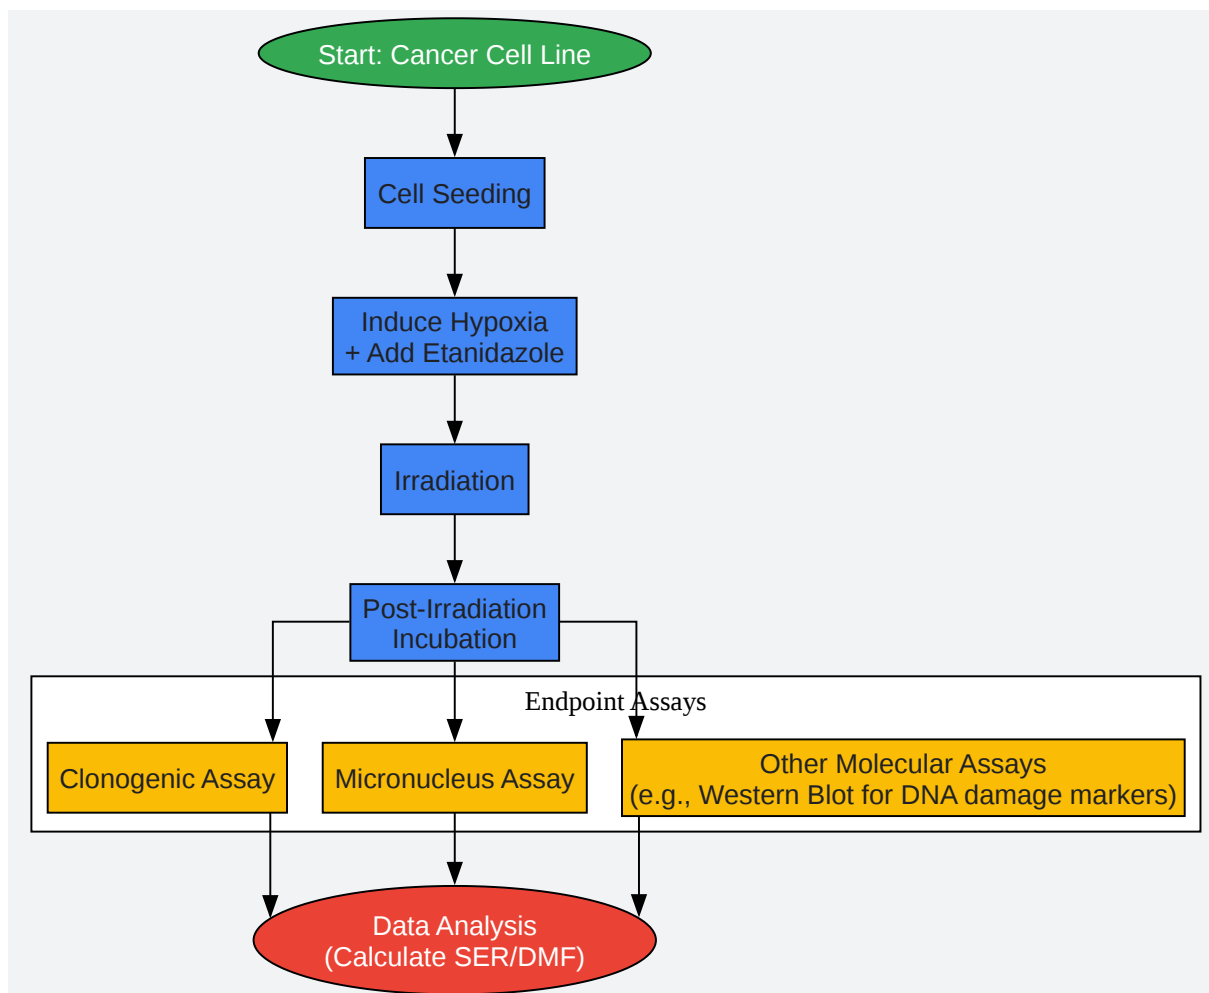 Start: Cancer Cell Line
Cell Seeding
Induce Hypoxia
+ Add Etanidazole
Irradiation
Post-Irradiation
Incubation
Endpoint Assays
Clonogenic Assay
Micronucleus Assay
Other Molecular Assays
(e.g., Western Blot for DNA damage markers)
Data Analysis
(Calculate SER/DMF)